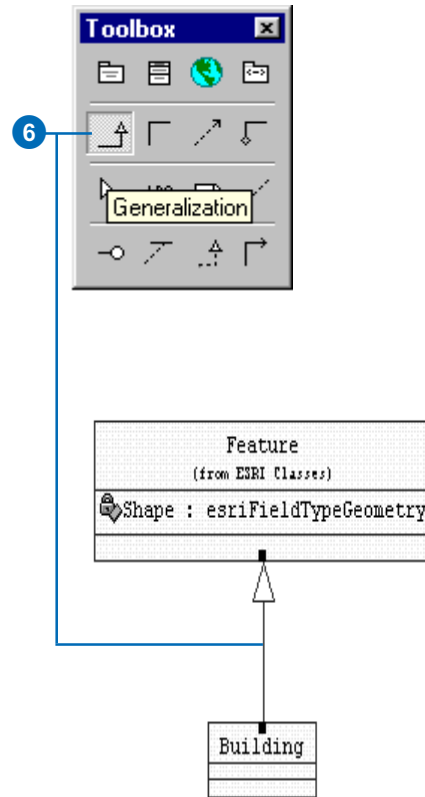 Toolbox
6
Generalization
Feature
(from ESRI Classes)
Shape : esriFieldTypeGeometry
Building